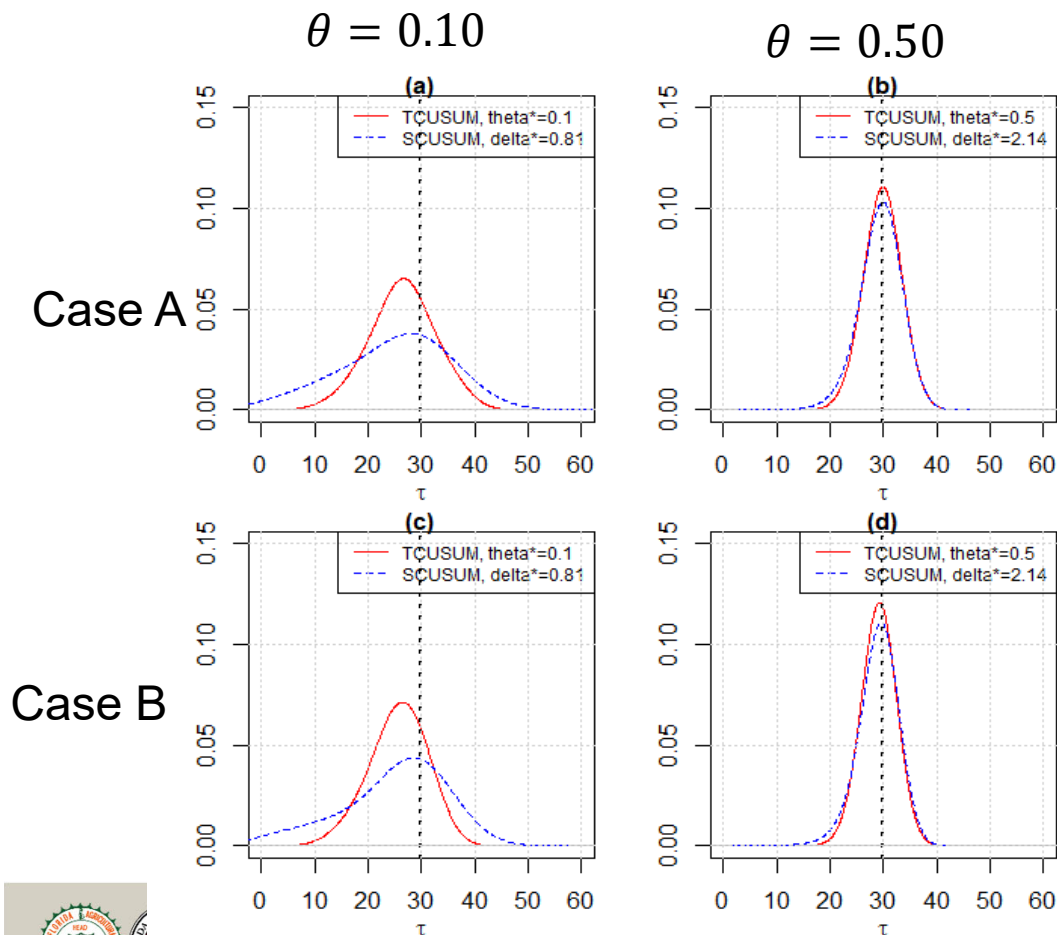 θ = 0.10
θ = 0.50
Case A
(a)
TCUSUM, theta*=0.1
SCUSUM, delta*=0.81
0.15
0.10
0.05
0.00
0 10 20 30 40 50 60
τ
(b)
TCUSUM, theta*=0.5
SCUSUM, delta*=2.14
0.15
0.10
0.05
0.00
0 10 20 30 40 50 60
τ
Case B
(c)
TCUSUM, theta*=0.1
SCUSUM, delta*=0.81
0.15
0.10
0.05
0.00
0 10 20 30 40 50 60
τ
(d)
TCUSUM, theta*=0.5
SCUSUM, delta*=2.14
0.15
0.10
0.05
0.00
0 10 20 30 40 50 60
τ
FLORIDA
HEAD